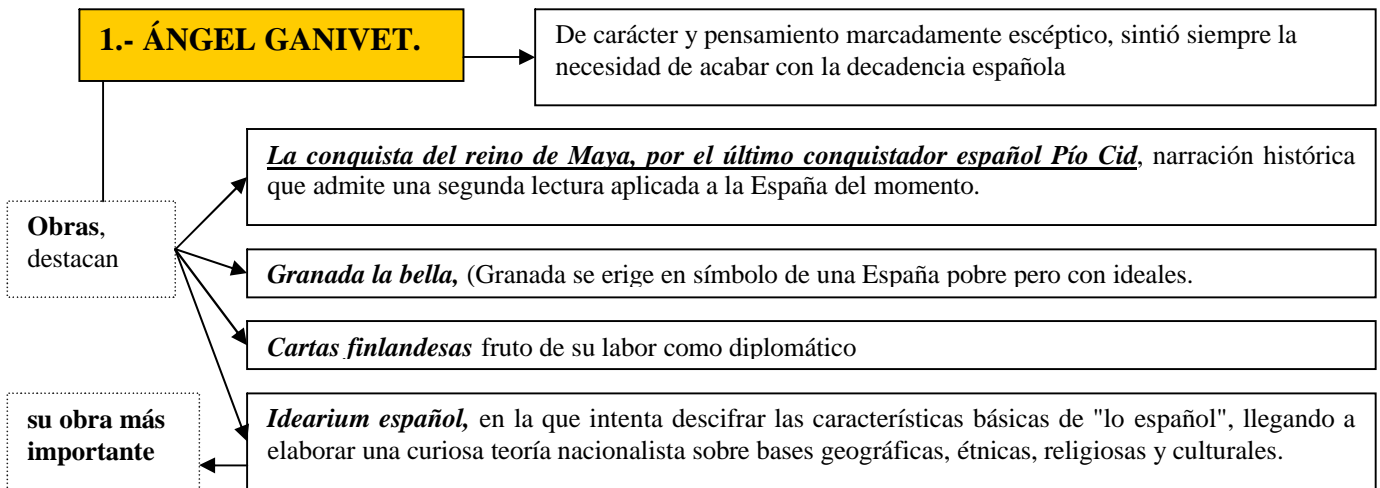 1.- ÁNGEL GANIVET.
De carácter y pensamiento marcadamente escéptico, sintió siempre la
necesidad de acabar con la decadencia española
La conquista del reino de Maya, por el último conquistador español Pío Cid, narración histórica
que admite una segunda lectura aplicada a la España del momento.
Obras,
destacan
Granada la bella, (Granada se erige en símbolo de una España pobre pero con ideales.
Cartas finlandesas fruto de su labor como diplomático
su obra más
importante
Idearium español, en la que intenta descifrar las características básicas de "lo español", llegando a
elaborar una curiosa teoría nacionalista sobre bases geográficas, étnicas, religiosas y culturales.